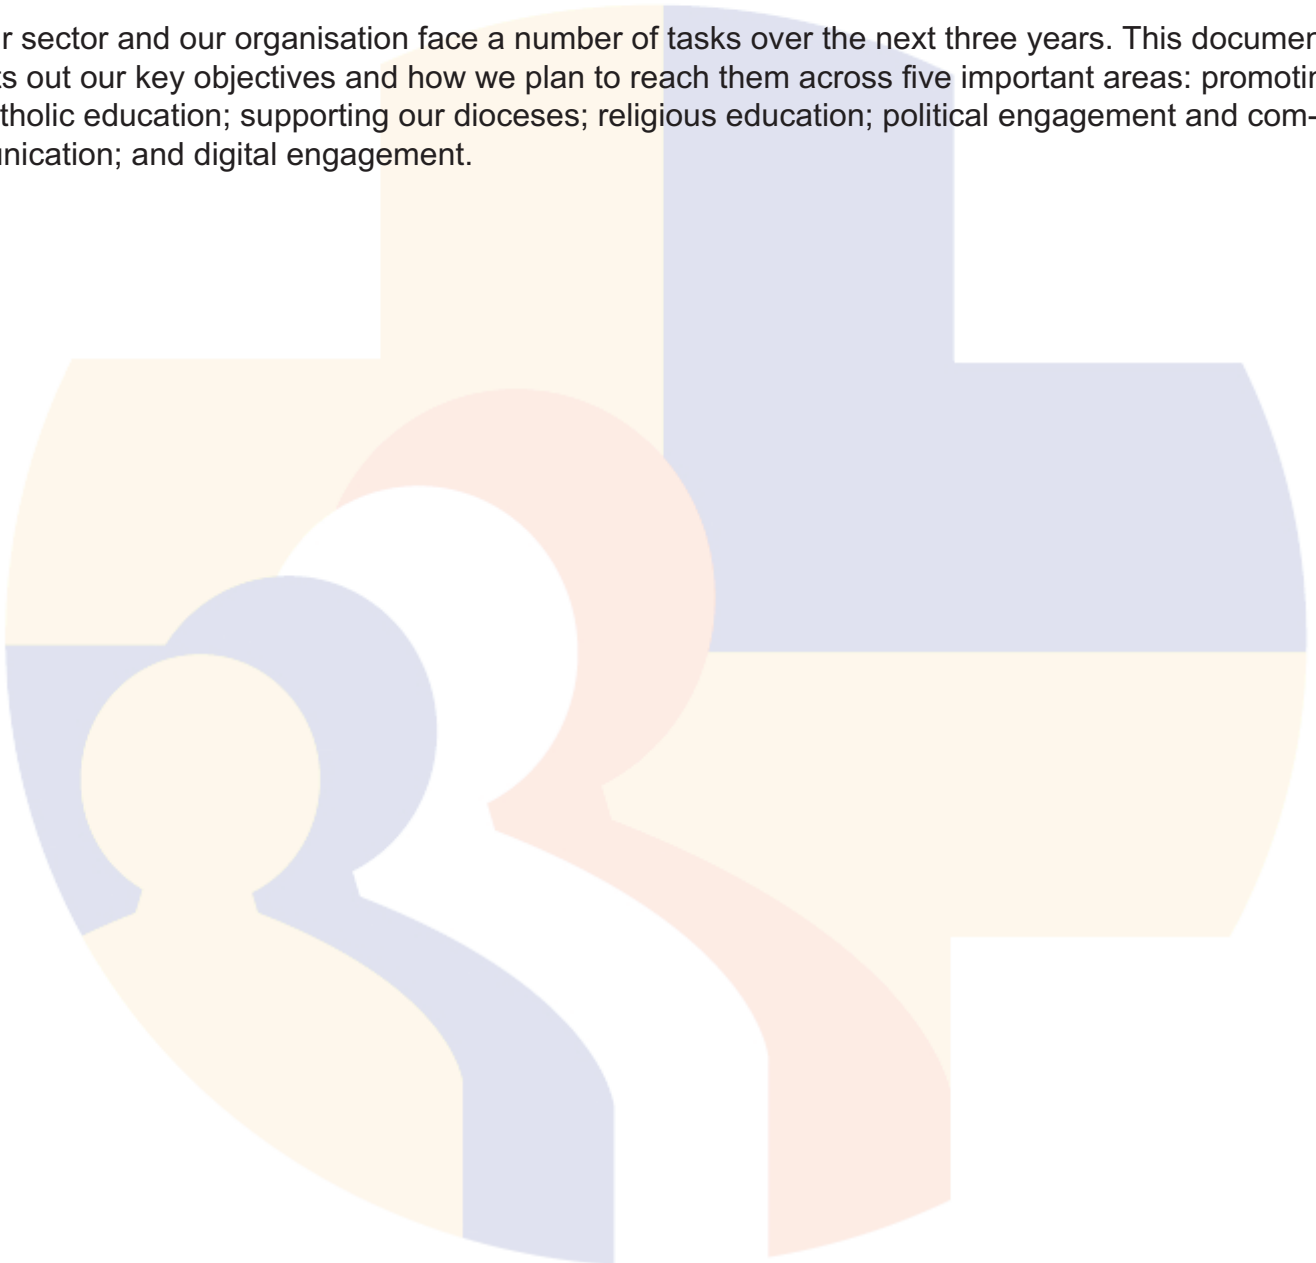 r sector and our organisation face a number of tasks over the next three years. This documen
ts out our key objectives and how we plan to reach them across five important areas: promotin
tholic education; supporting our dioceses; religious education; political engagement and com-
nication; and digital engagement.